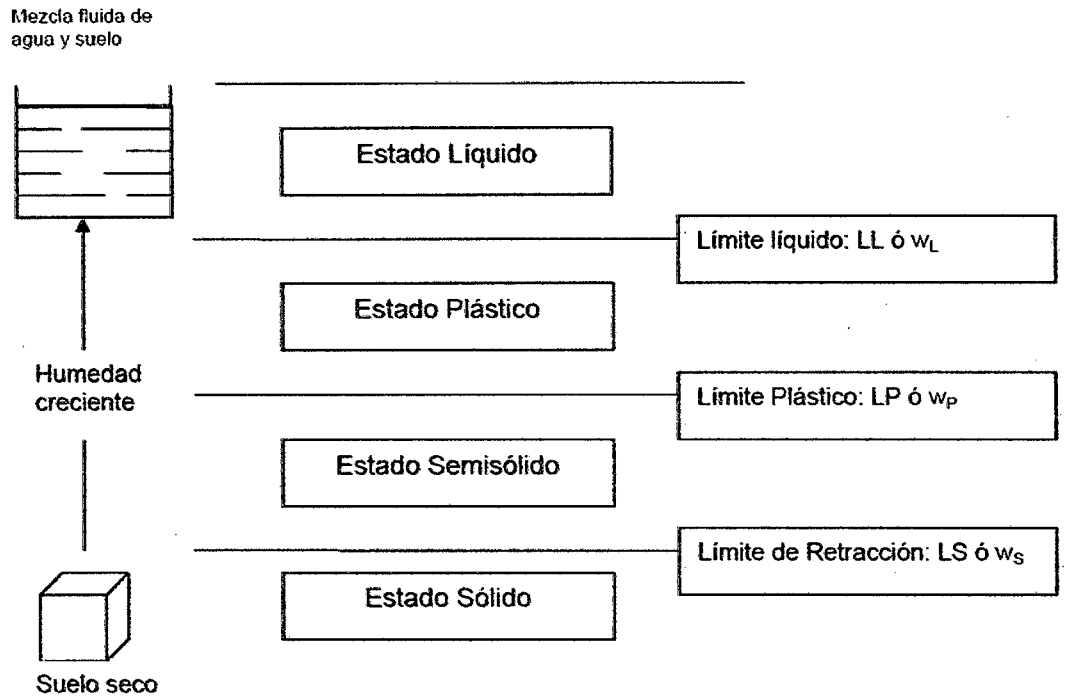 Mezcla fluida de
agua y suelo
Estado Líquido
Límite líquido: LL ó wL
Estado Plástico
Humedad
creciente
Límite Plástico: LP ó wP
Estado Semisólido
Límite de Retracción: LS ó wS
Estado Sólido
Suelo seco